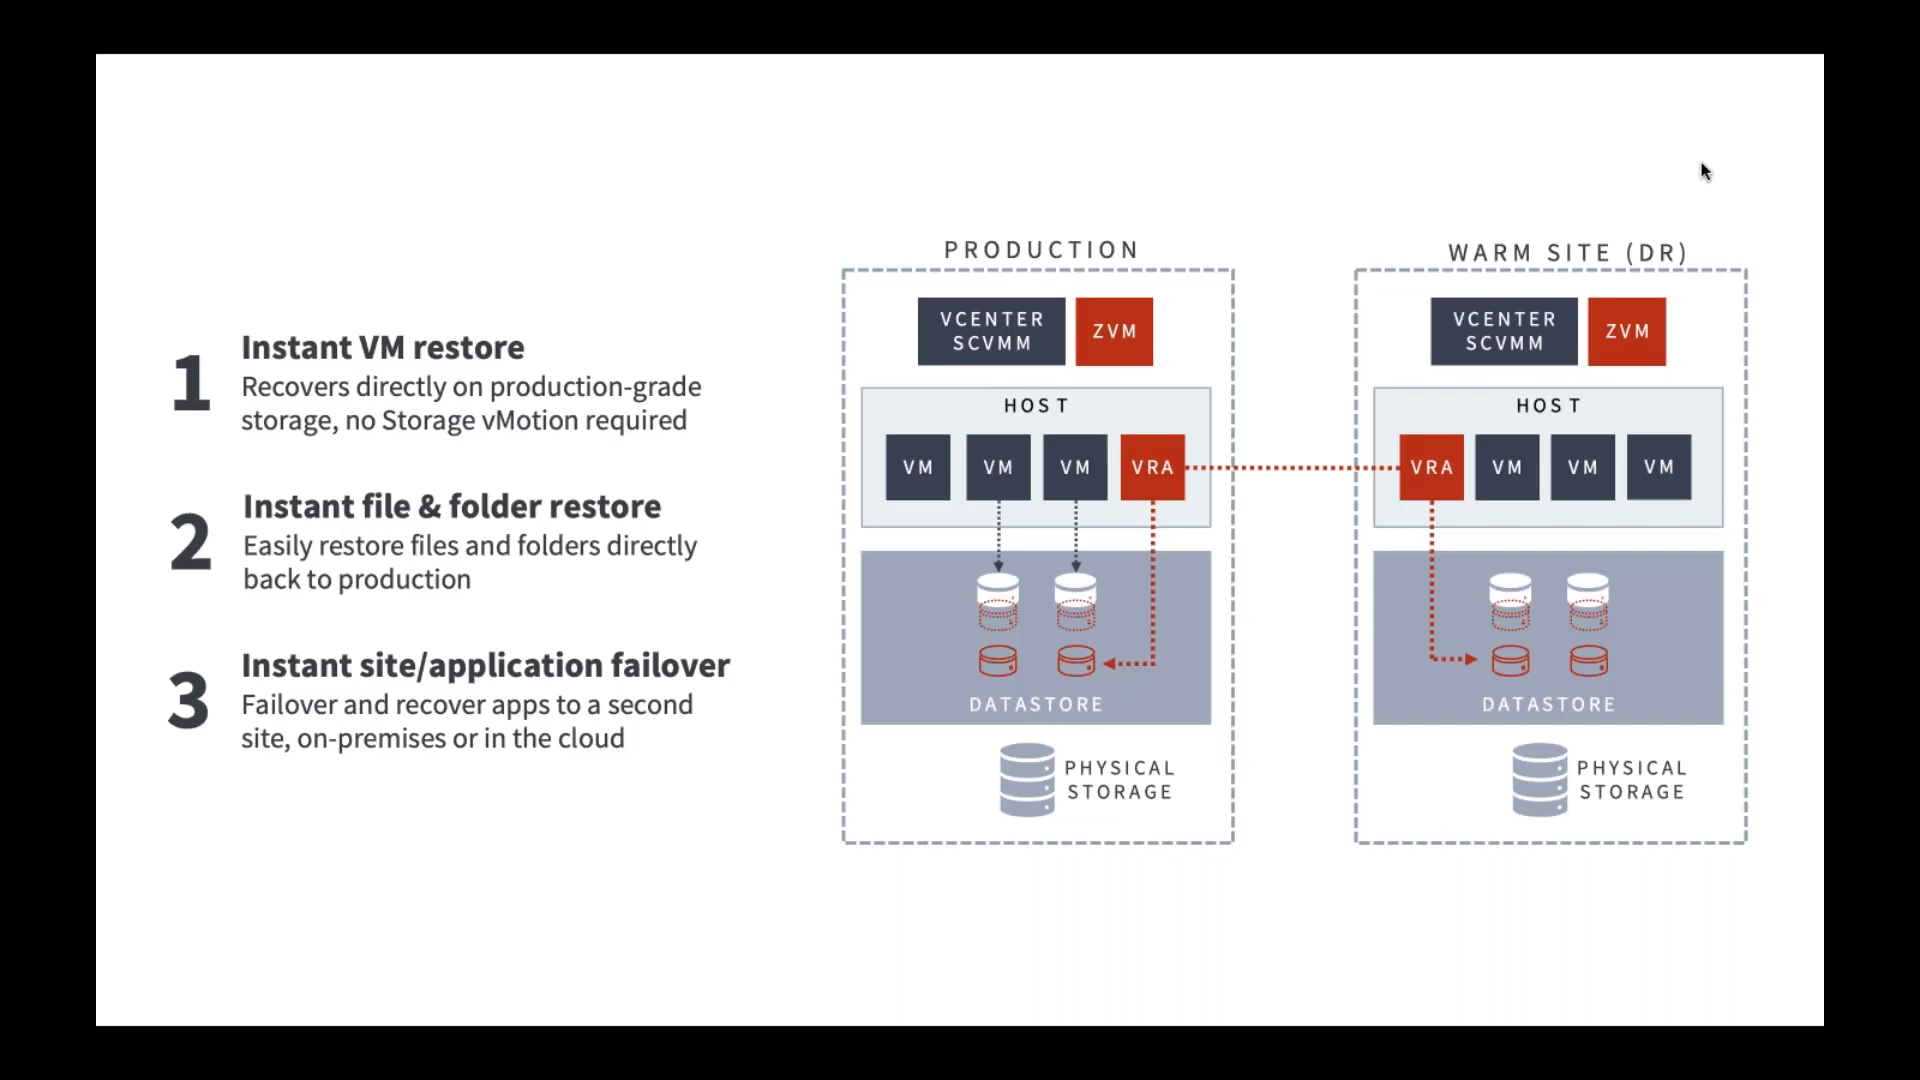 1
Instant VM restore
Recovers directly on production-grade
storage, no Storage vMotion required
2
Instant file & folder restore
Easily restore files and folders directly
back to production
3
Instant site/application failover
Failover and recover apps to a second
site, on-premises or in the cloud
PRODUCTION
VCENTER
SCVMM
ZVM
HOST
VM
VM
VM
VRA
DATASTORE
PHYSICAL
STORAGE
WARM SITE (DR)
VCENTER
SCVMM
ZVM
HOST
VRA
VM
VM
VM
DATASTORE
PHYSICAL
STORAGE